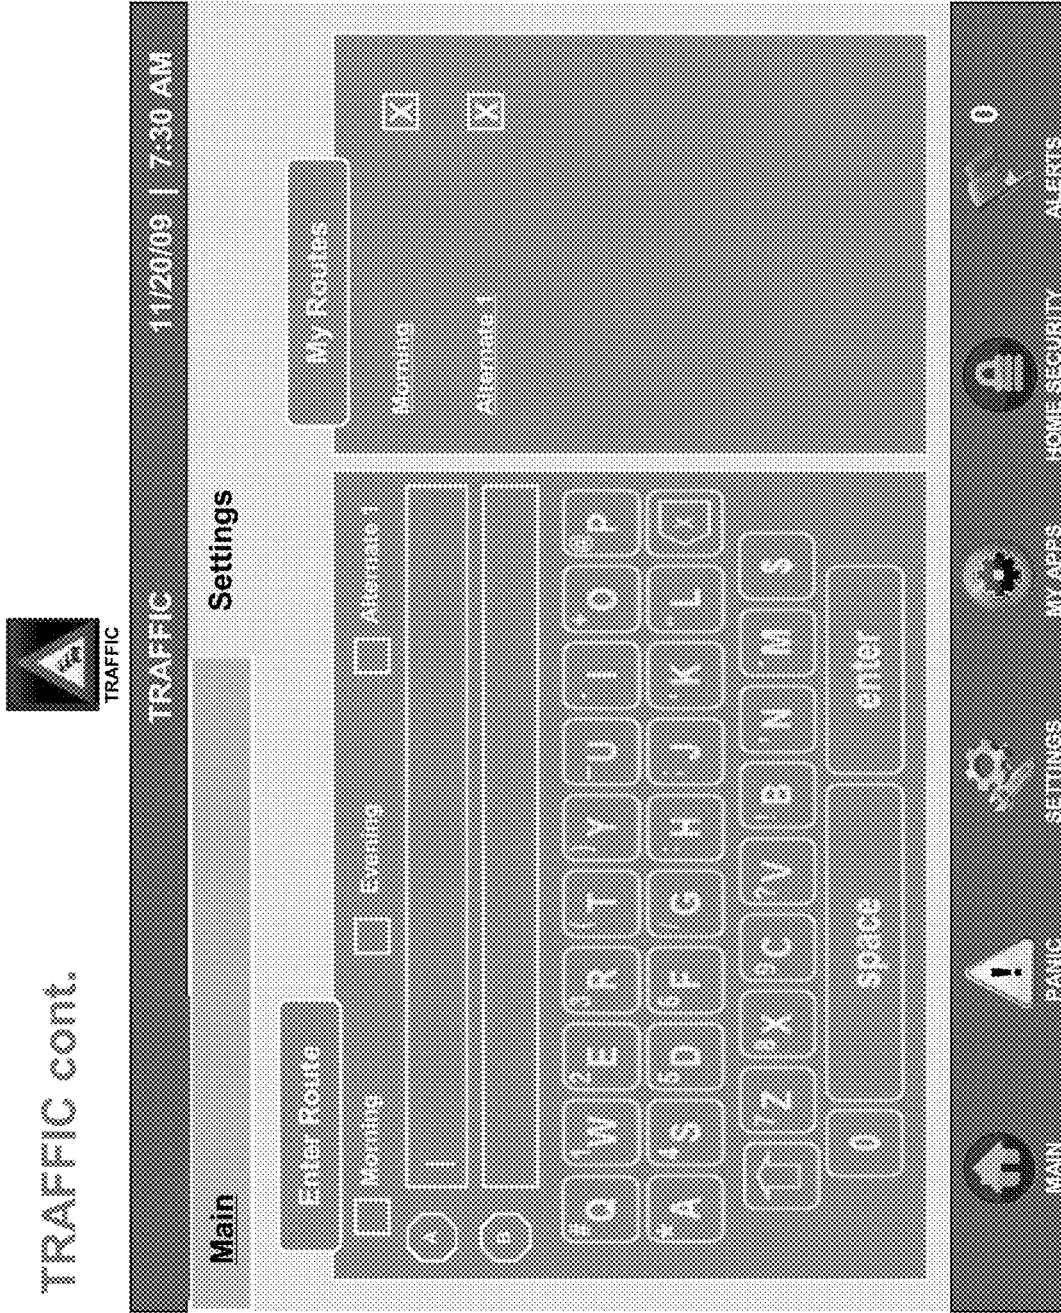 TRAFFIC cont.
TRAFFIC
TRAFFIC 11/20/09 | 7:30 AM
Main Settings
Enter Route My Routes
Morning Evening Alternate 1
A
B
Morning X
Alternate 1 X
Q W E R T Y U I O P
A S D F G H J K L X
Z X C V B N M $
0 space enter
MAIN PANIC SETTINGS MY APPS HOME SECURITY ALERTS 0